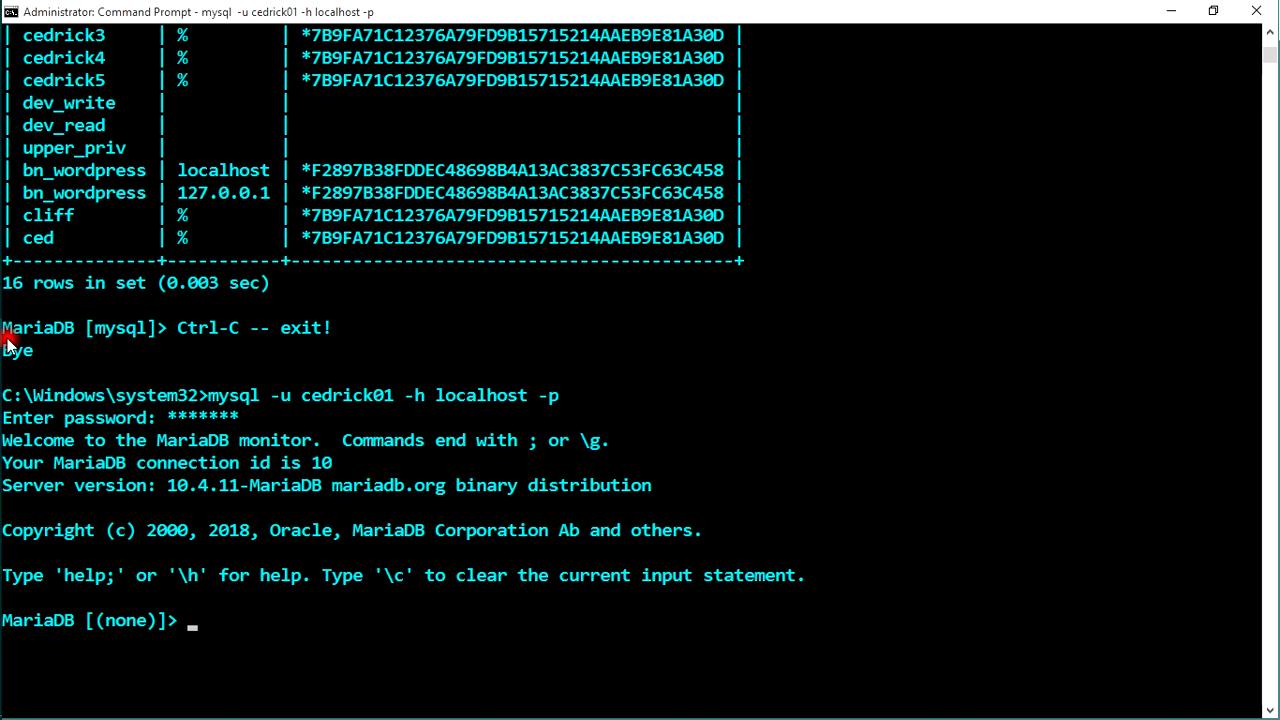 Administrator: Command Prompt - mysql -u cedrick01 -h localhost -p
| cedrick3 | % | *7B9FA71C12376A79FD9B15715214AAEB9E81A30D |
| cedrick4 | % | *7B9FA71C12376A79FD9B15715214AAEB9E81A30D |
| cedrick5 | % | *7B9FA71C12376A79FD9B15715214AAEB9E81A30D |
| dev_write | | |
| dev_read | | |
| upper_priv | | |
| bn_wordpress | localhost | *F2897B38FDDEC48698B4A13AC3837C53FC63C458 |
| bn_wordpress | 127.0.0.1 | *F2897B38FDDEC48698B4A13AC3837C53FC63C458 |
| cliff | % | *7B9FA71C12376A79FD9B15715214AAEB9E81A30D |
| ced | % | *7B9FA71C12376A79FD9B15715214AAEB9E81A30D |
+--------------+-----------+-------------------------------------------+
16 rows in set (0.003 sec)
MariaDB [mysql]> Ctrl-C -- exit!
Bye
C:\Windows\system32>mysql -u cedrick01 -h localhost -p
Enter password: *******
Welcome to the MariaDB monitor.  Commands end with ; or \g.
Your MariaDB connection id is 10
Server version: 10.4.11-MariaDB mariadb.org binary distribution
Copyright (c) 2000, 2018, Oracle, MariaDB Corporation Ab and others.
Type 'help;' or '\h' for help. Type '\c' to clear the current input statement.
MariaDB [(none)]> _